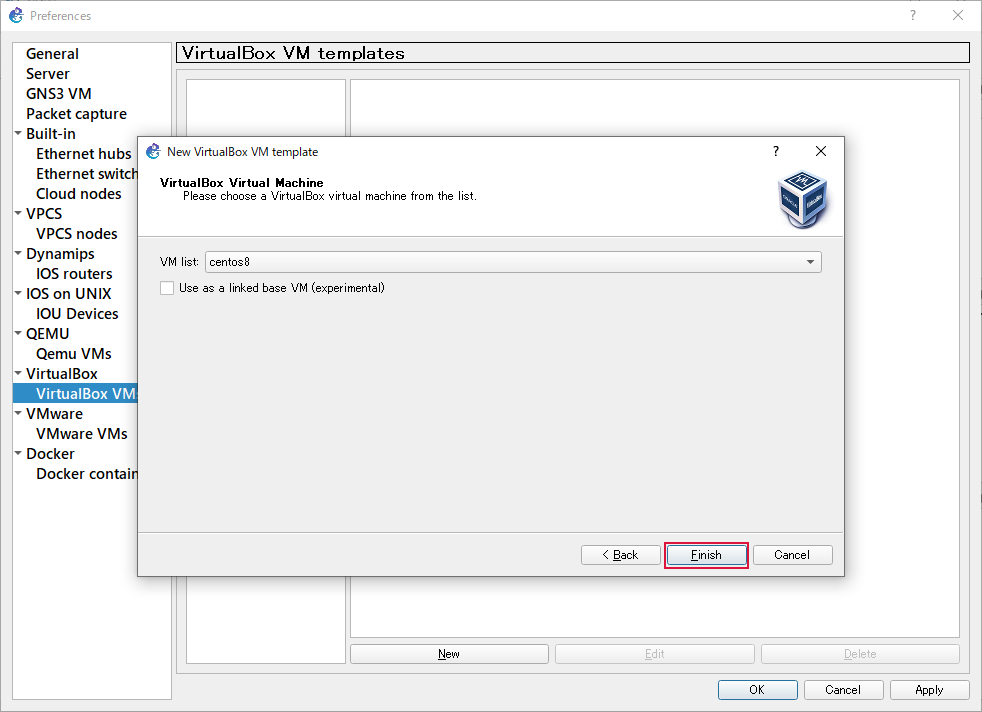 Preferences
?
General
Server
GNS3 VM
Packet capture
Built-in
Ethernet hubs
Ethernet switch
Cloud nodes
VPCS
VPCS nodes
Dynamips
IOS routers
IOS on UNIX
IOU Devices
QEMU
Qemu VMs
VirtualBox
VirtualBox VMs
VMware
VMware VMs
Docker
Docker contain
VirtualBox VM templates
New VirtualBox VM template
?
VirtualBox Virtual Machine
Please choose a VirtualBox virtual machine from the list.
VM list: centos8
Use as a linked base VM (experimental)
< Back Finish Cancel
New Edit Delete
OK Cancel Apply